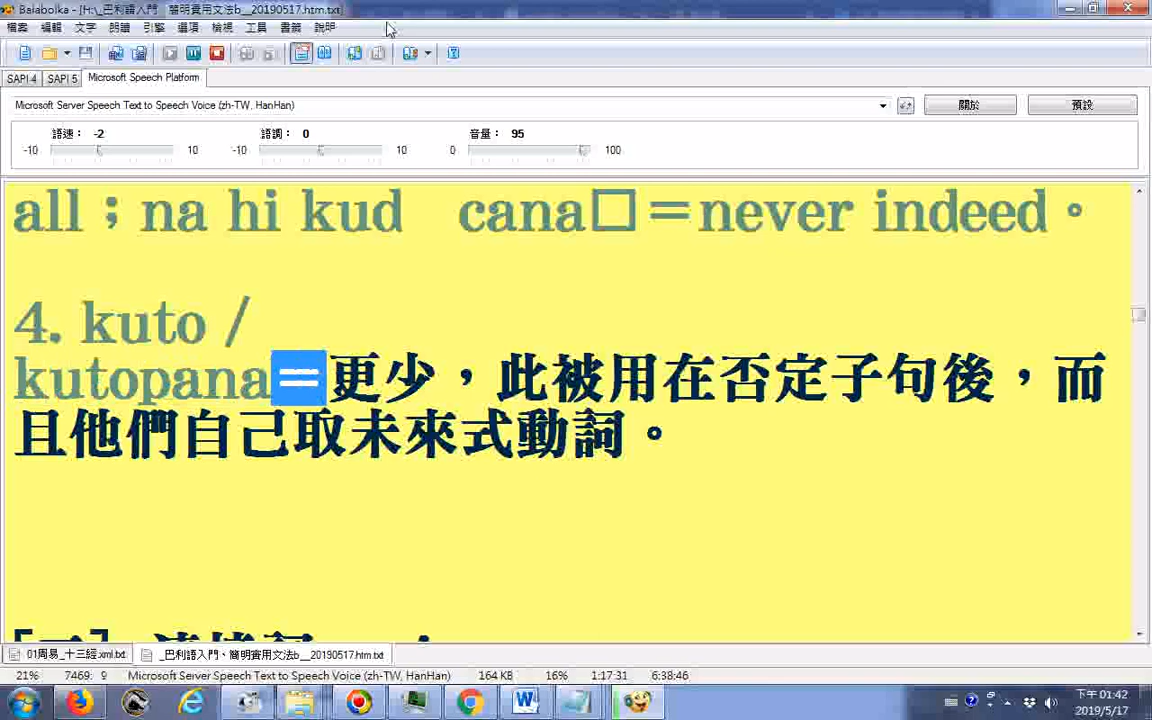 Balabolka - [H:\_巴利語入門、簡明實用文法b__20190517.htm.txt]
檔案 編輯 文字 朗讀 引擎 選項 檢視 工具 書籤 說明
SAPI 4 SAPI 5 Microsoft Speech Platform
Microsoft Server Speech Text to Speech Voice (zh-TW, HanHan) 關於 預設
語速： -2 語調： 0 音量： 95
-10 10 -10 10 0 100
all；na hi kud cana□＝never indeed。
4. kuto /
kutopana＝更少，此被用在否定子句後，而
且他們自己取未來式動詞。
01周易_十三經.xml.txt _巴利語入門、簡明實用文法b__20190517.htm.txt
21% 7469: 9 Microsoft Server Speech Text to Speech Voice (zh-TW, HanHan) 164 KB 16% 1:17:31 6:38:46
下午 01:42
2019/5/17